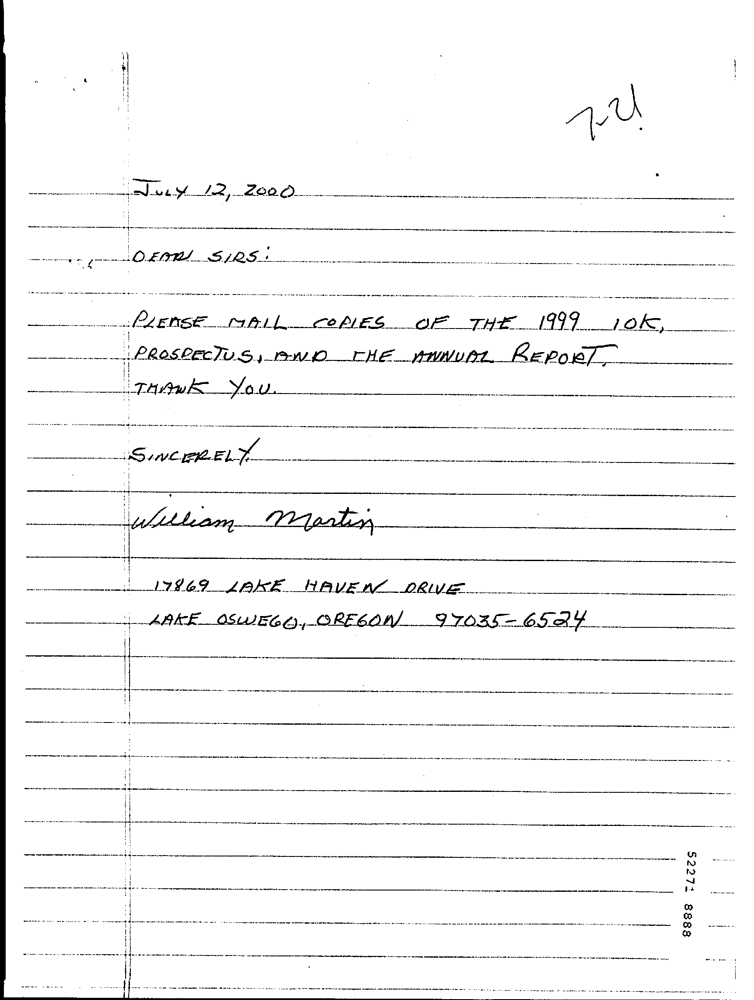 7-21
July 12, 2000
DEAR SIRS:
PLEASE MAIL COPIES OF THE 1999 10K,
PROSPECTUS, AND THE ANNUAL REPORT.
THANK YOU.
SINCERELY,
William Martin
17869 LAKE HAVEN DRIVE
LAKE OSWEGO, OREGON 97035-6524
52271 8888